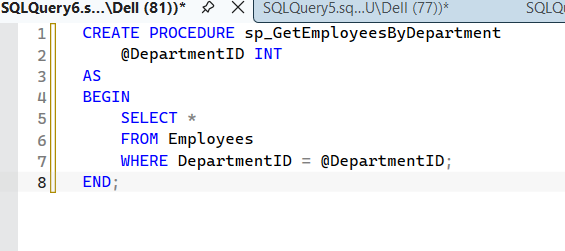 SQLQuery6.s...\Dell (81))* SQLQuery5.sq...U\Dell (77))* SQLQ
1 CREATE PROCEDURE sp_GetEmployeesByDepartment
2 @DepartmentID INT
3 AS
4 BEGIN
5 SELECT *
6 FROM Employees
7 WHERE DepartmentID = @DepartmentID;
8 END;